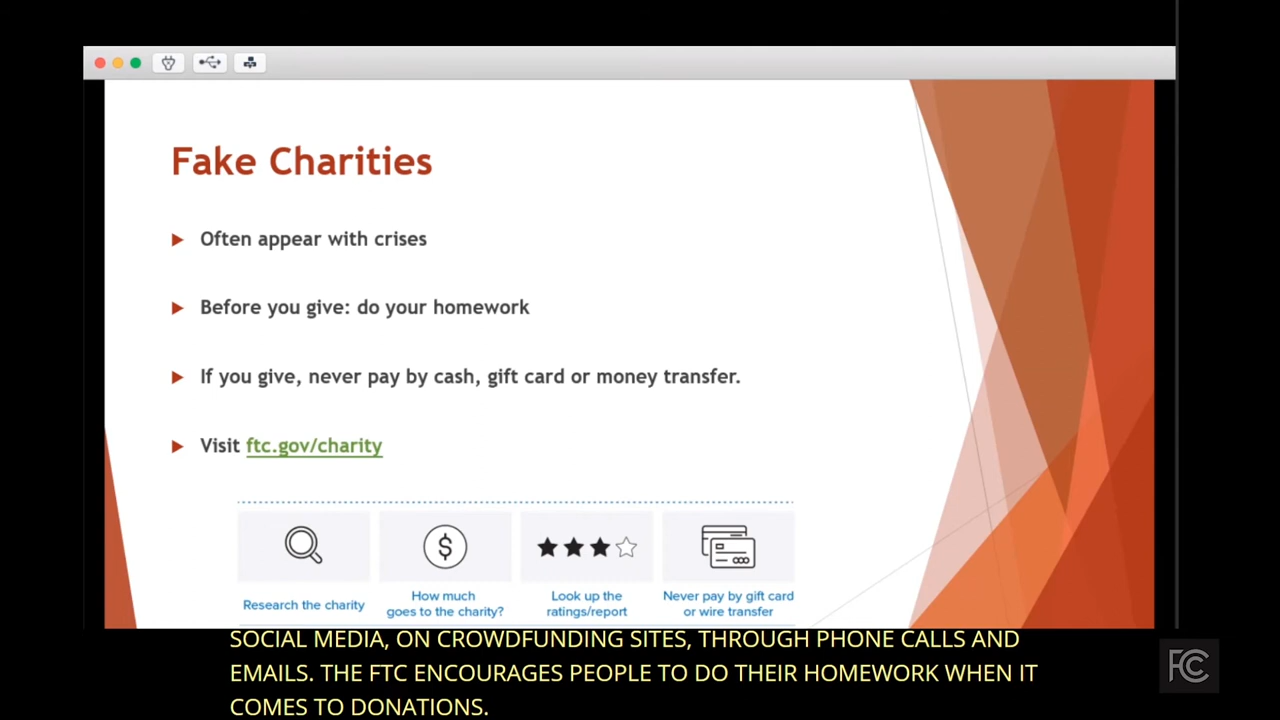 Fake Charities
Often appear with crises
Before you give: do your homework
If you give, never pay by cash, gift card or money transfer.
Visit ftc.gov/charity
Research the charity
How much
goes to the charity?
Look up the
ratings/report
Never pay by gift card
or wire transfer
SOCIAL MEDIA, ON CROWDFUNDING SITES, THROUGH PHONE CALLS AND
EMAILS. THE FTC ENCOURAGES PEOPLE TO DO THEIR HOMEWORK WHEN IT
COMES TO DONATIONS.
FCC